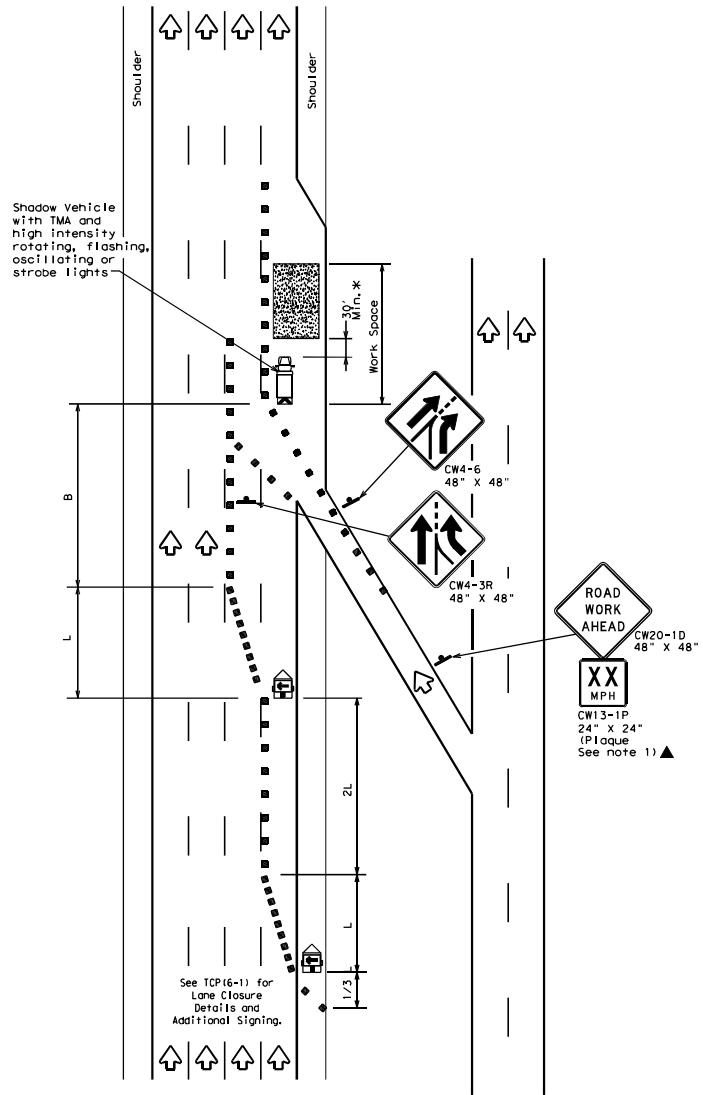 Shoulder
Shoulder
Shadow Vehicle
with TMA and
high intensity
rotating, flashing,
oscillating or
strobe lights
30'
Min.*
Work Space
B
CW4-6
48" X 48"
CW4-3R
48" X 48"
ROAD
WORK
AHEAD
CW20-1D
48" X 48"
XX
MPH
CW13-1P
24" X 24"
(Plaque
See note 1)▲
L
2L
L
1/3
See TCP(6-1) for
Lane Closure
Details and
Additional Signing.